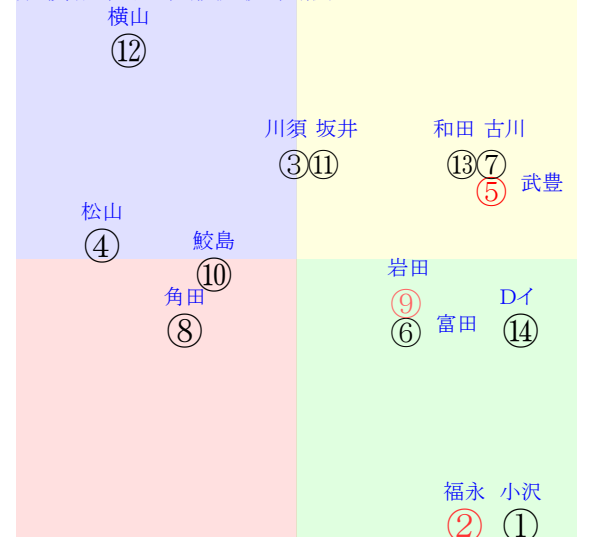 横山
⑫
川須 坂井 和田 古川
③⑪ ⑬⑦
⑤ 武豊
松山
④
鮫島
⑩
岩田
角田 Dイ
⑨
⑧ ⑥ 富田 ⑭
福永 小沢
② ①